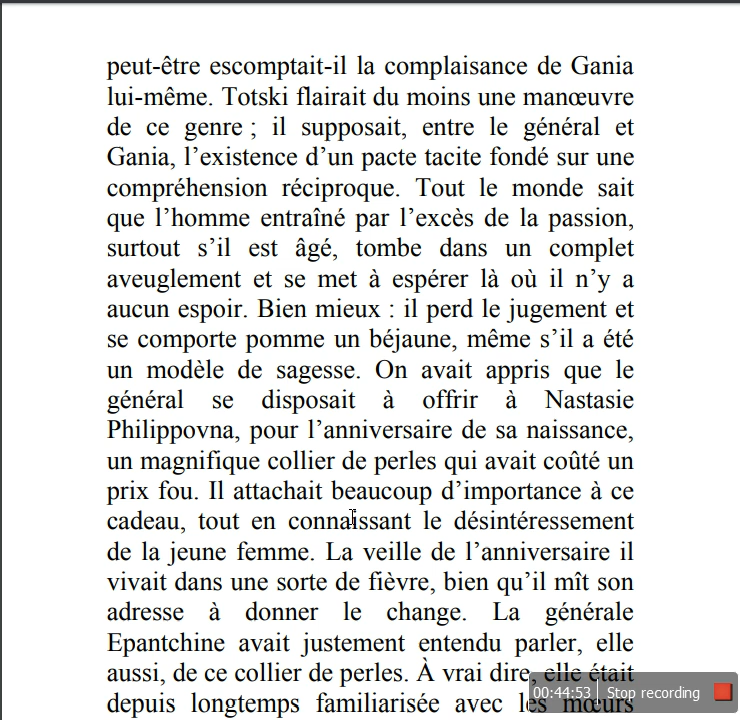 peut-être escomptait-il la complaisance de Gania
lui-même. Totski flairait du moins une manœuvre
de ce genre ; il supposait, entre le général et
Gania, l’existence d’un pacte tacite fondé sur une
compréhension réciproque. Tout le monde sait
que l’homme entraîné par l’excès de la passion,
surtout s’il est âgé, tombe dans un complet
aveuglement et se met à espérer là où il n’y a
aucun espoir. Bien mieux : il perd le jugement et
se comporte pomme un béjaune, même s’il a été
un modèle de sagesse. On avait appris que le
général se disposait à offrir à Nastasie
Philippovna, pour l’anniversaire de sa naissance,
un magnifique collier de perles qui avait coûté un
prix fou. Il attachait beaucoup d’importance à ce
cadeau, tout en connaissant le désintéressement
de la jeune femme. La veille de l’anniversaire il
vivait dans une sorte de fièvre, bien qu’il mît son
adresse à donner le change. La générale
Epantchine avait justement entendu parler, elle
aussi, de ce collier de perles. À vrai dire, elle était
depuis longtemps familiarisée avec les mœurs
00:44:53 Stop recording